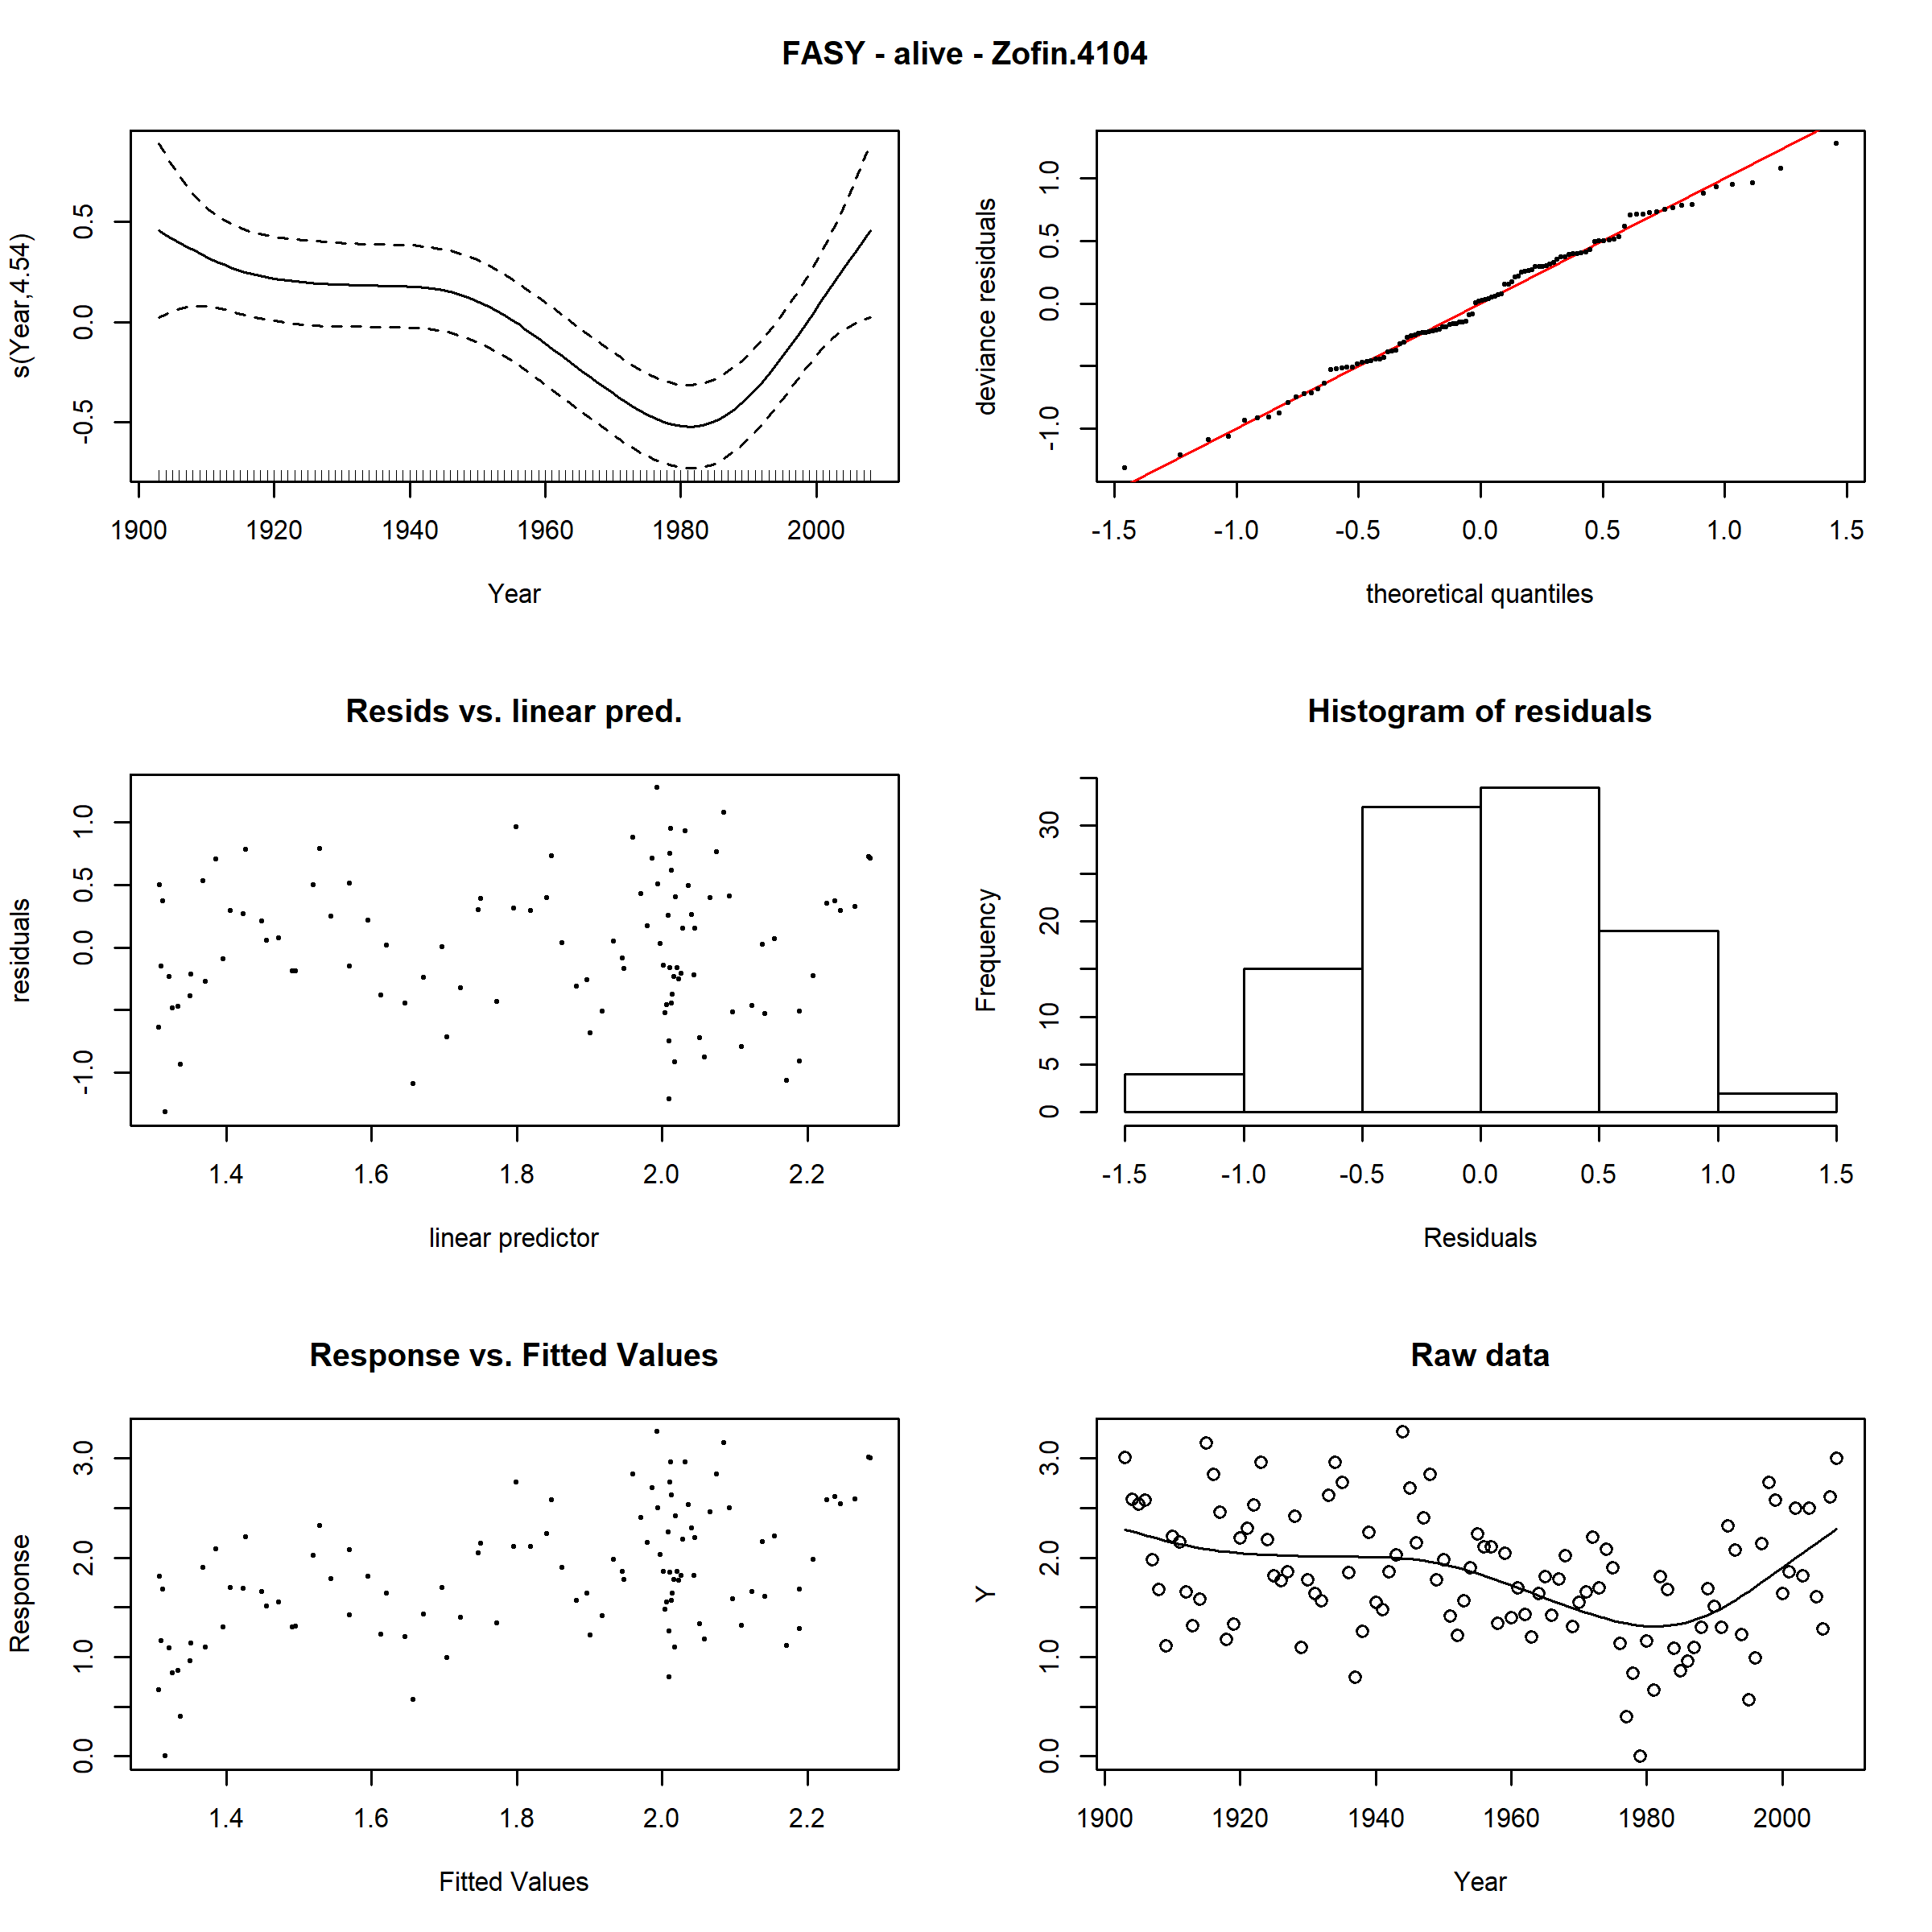 FASY - alive - Zofin.4104
s(Year,4.54)
-0.5 0.0 0.5
1900 1920 1940 1960 1980 2000
Year
deviance residuals
-1.0 0.0 0.5 1.0
-1.5 -1.0 -0.5 0.0 0.5 1.0 1.5
theoretical quantiles
Resids vs. linear pred.
residuals
-1.0 0.0 0.5 1.0
1.4 1.6 1.8 2.0 2.2
linear predictor
Histogram of residuals
Frequency
0 5 10 20 30
-1.5 -1.0 -0.5 0.0 0.5 1.0 1.5
Residuals
Response vs. Fitted Values
Response
0.0 1.0 2.0 3.0
1.4 1.6 1.8 2.0 2.2
Fitted Values
Raw data
Y
0.0 1.0 2.0 3.0
1900 1920 1940 1960 1980 2000
Year